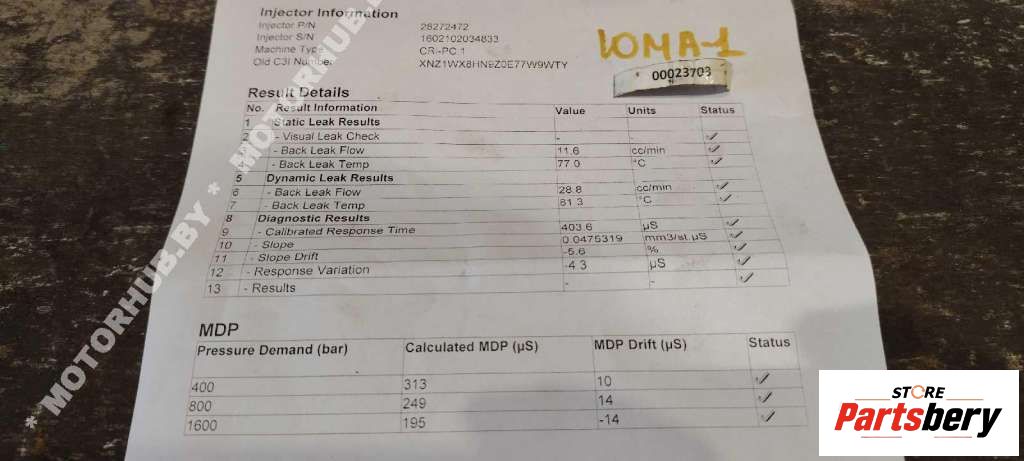 Injector Information
Injector P/N 28272472
Injector S/N 1602102034833
Machine Type CRi-PC.1
Old C3I Number XNZ1WX8HN9Z0E77W9WTY
ЮМА-1
00023703
Result Details
No. Result Information Value Units Status
1 Static Leak Results
2 - Visual Leak Check - - ✓
- Back Leak Flow 11.6 cc/min ✓
- Back Leak Temp 77.0 °C ✓
5 Dynamic Leak Results
6 - Back Leak Flow 28.8 cc/min ✓
7 - Back Leak Temp 81.3 °C ✓
8 Diagnostic Results
9 - Calibrated Response Time 403.6 µS ✓
10 - Slope 0.0475319 mm3/st.µS ✓
11 - Slope Drift -5.6 % ✓
12 - Response Variation -4.3 µS ✓
13 - Results - - ✓
MDP
Pressure Demand (bar) Calculated MDP (µS) MDP Drift (µS) Status
400 313 10 ✓
800 249 14 ✓
1600 195 -14 ✓
* MOTORHUB.BY * MOTORHUB.BY
STORE
Partsbery